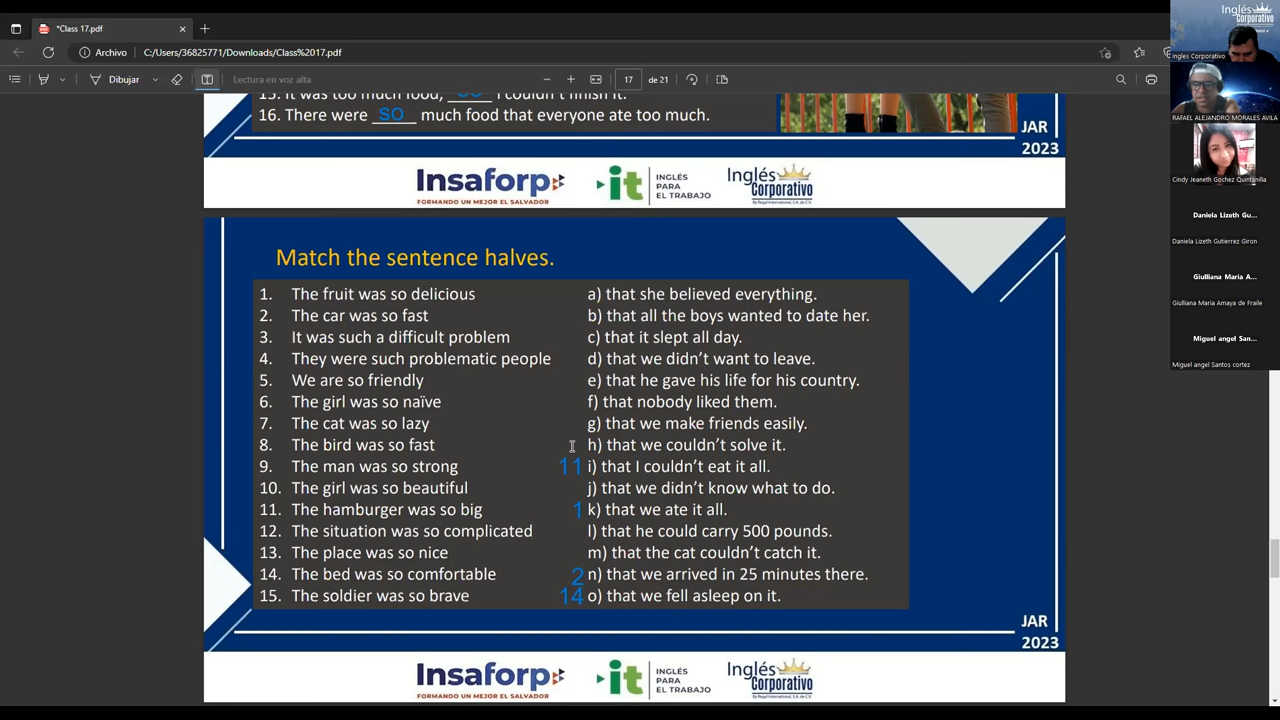 *Class 17.pdf
Archivo C:/Users/36825771/Downloads/Class%2017.pdf
Dibujar Lectura en voz alta 17 de 21
16. There were SO much food that everyone ate too much.
JAR
2023
Insaforp
FORMANDO UN MEJOR EL SALVADOR
it INGLÉS PARA EL TRABAJO
Inglés Corporativo
Match the sentence halves.
1. The fruit was so delicious a) that she believed everything.
2. The car was so fast b) that all the boys wanted to date her.
3. It was such a difficult problem c) that it slept all day.
4. They were such problematic people d) that we didn't want to leave.
5. We are so friendly e) that he gave his life for his country.
6. The girl was so naïve f) that nobody liked them.
7. The cat was so lazy g) that we make friends easily.
8. The bird was so fast h) that we couldn't solve it.
9. The man was so strong 11 i) that I couldn't eat it all.
10. The girl was so beautiful j) that we didn't know what to do.
11. The hamburger was so big 1 k) that we ate it all.
12. The situation was so complicated l) that he could carry 500 pounds.
13. The place was so nice m) that the cat couldn't catch it.
14. The bed was so comfortable 2 n) that we arrived in 25 minutes there.
15. The soldier was so brave 14 o) that we fell asleep on it.
JAR
2023
Insaforp
FORMANDO UN MEJOR EL SALVADOR
it INGLÉS PARA EL TRABAJO
Inglés Corporativo
Inglés Corporativo
Ingles Corporativo
RAFAEL ALEJANDRO MORALES AVILA
Cindy Jeaneth Gochez Quintanilla
Daniela Lizeth Gu...
Daniela Lizeth Gutierrez Giron
Giulliana Maria A...
Giulliana Maria Amaya de Fraile
Miguel angel San...
Miguel angel Santos cortez